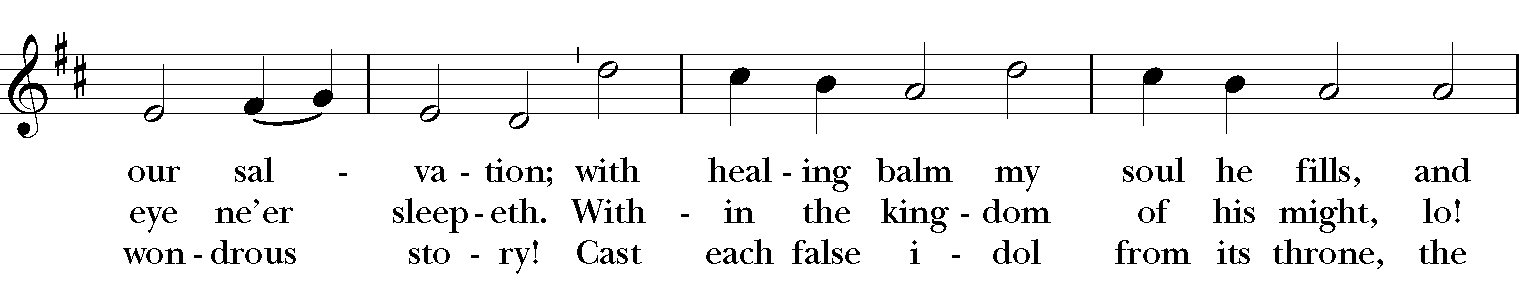 our sal - va - tion; with heal - ing balm my soul he fills, and
eye ne’er sleep - eth. With - in the king - dom of his might, lo!
won - drous sto - ry! Cast each false i - dol from its throne, the